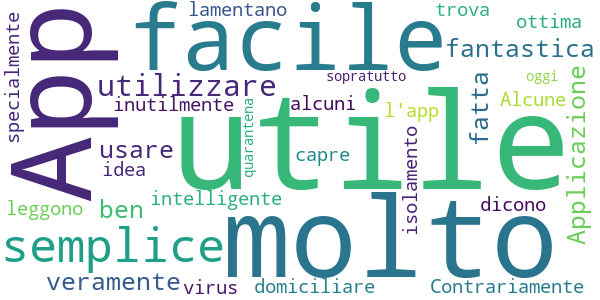 lamentano
trova
ottima
specialmente
App
facile
fantastica
utilizzare
sopratutto
oggi
inutilmente
alcuni
l'app
fatta
Alcune
Applicazione
quarantena
utile
usare
idea
capre
isolamento
leggono
ben
intelligente
dicono
semplice
molto
veramente
virus
domiciliare
Contrariamente